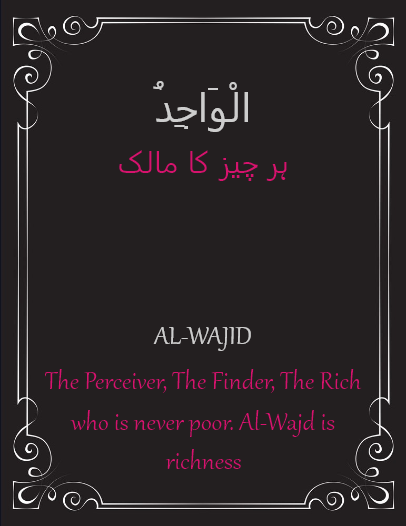 الْوَاجِدُ
ہر چیز کا مالک
AL-WAJID
The Perceiver, The Finder, The Rich
who is never poor. Al-Wajd is
richness